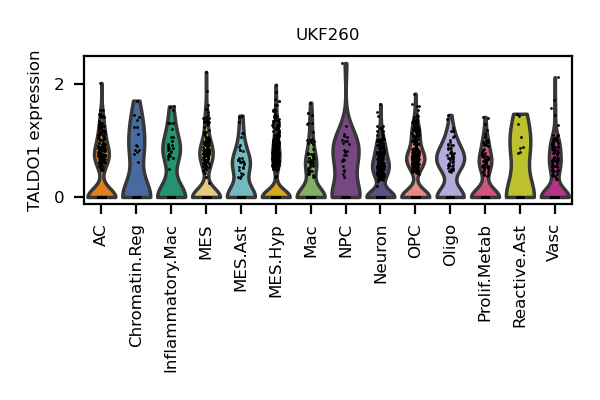 UKF260
TALDO1 expression
2
0
AC
Chromatin.Reg
Inflammatory.Mac
MES
MES.Ast
MES.Hyp
Mac
NPC
Neuron
OPC
Oligo
Prolif.Metab
Reactive.Ast
Vasc